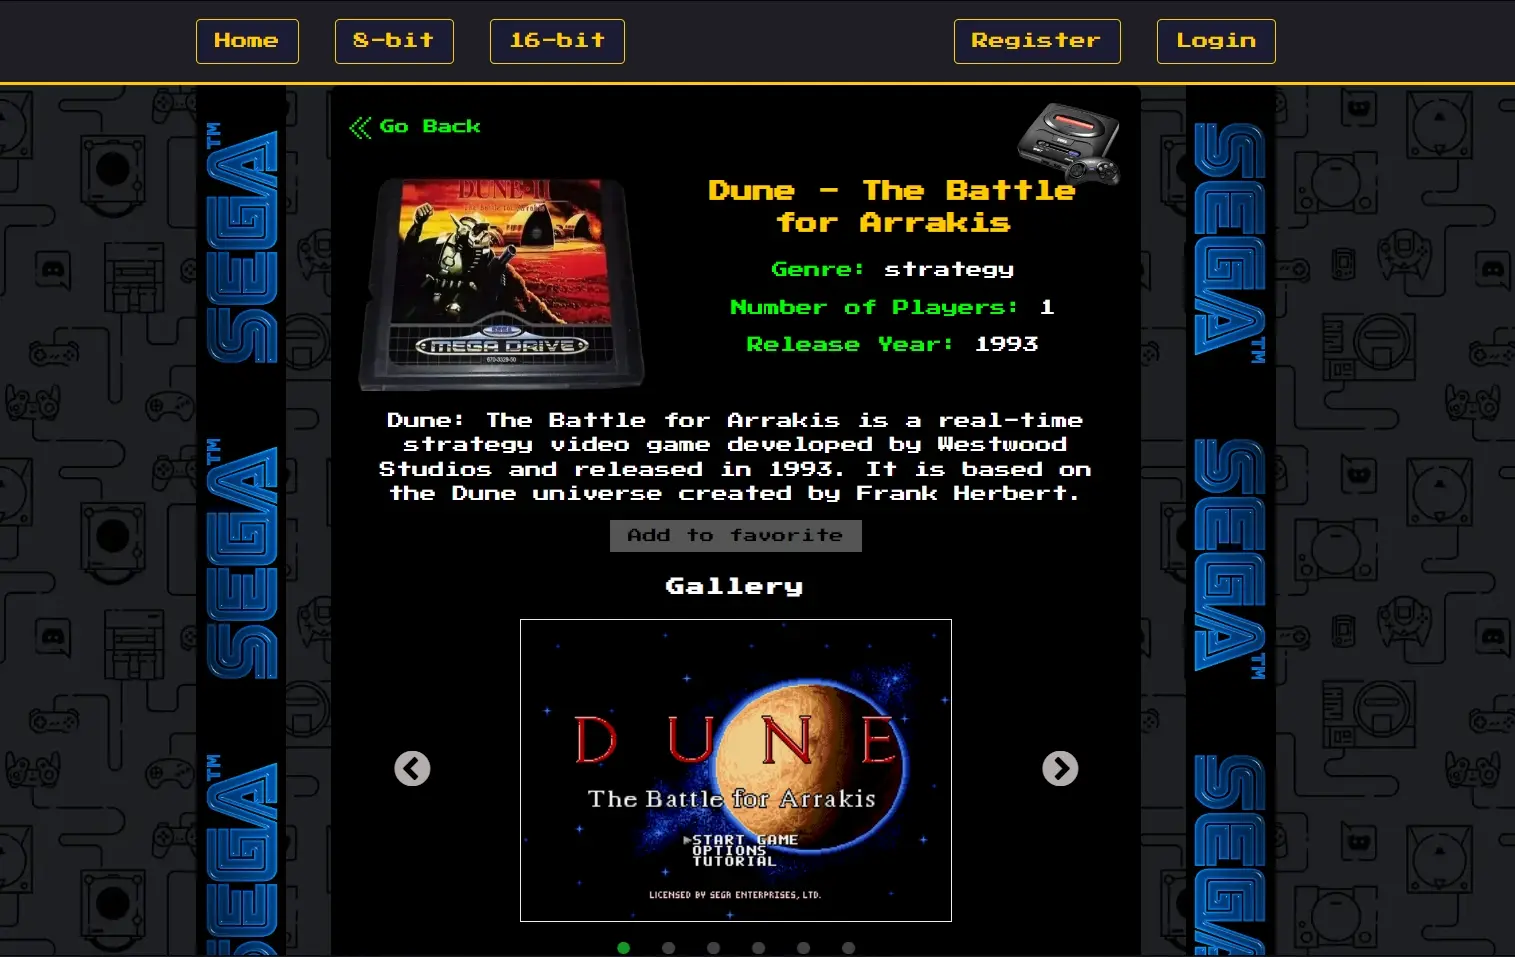 Home
8-bit
16-bit
Register
Login
SEGA™
SEGA™
SEGA™
SEGA™
SEGA™
SEGA
Go Back
DUNE II
SEGA
MEGA DRIVE
Dune - The Battle
for Arrakis
Genre: strategy
Number of Players: 1
Release Year: 1993
Dune: The Battle for Arrakis is a real-time
strategy video game developed by Westwood
Studios and released in 1993. It is based on
the Dune universe created by Frank Herbert.
Add to favorite
Gallery
DUNE
The Battle for Arrakis
START GAME
OPTIONS
TUTORIAL
LICENSED BY SEGA ENTERPRISES, LTD.